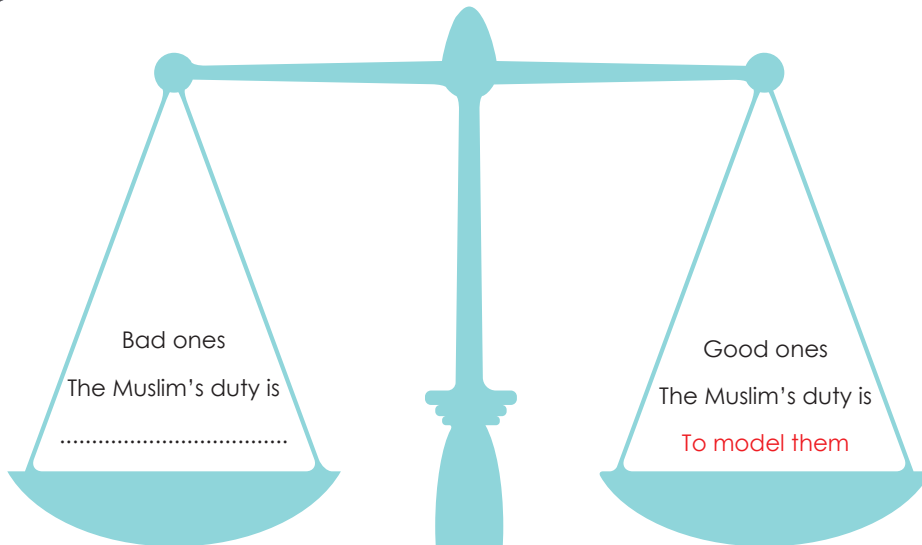 Bad ones
The Muslim’s duty is
....................................
Good ones
The Muslim’s duty is
To model them